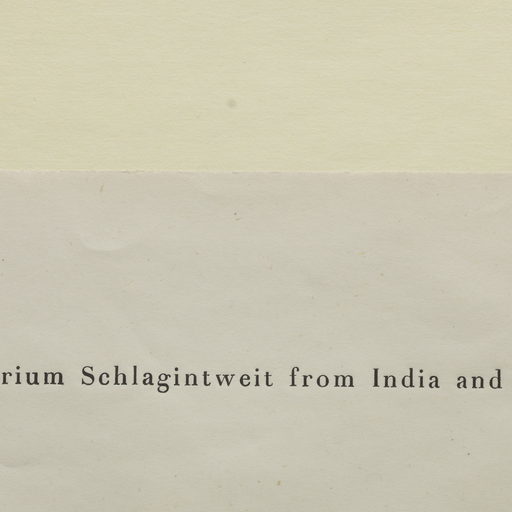 rium Schlagintweit from India and